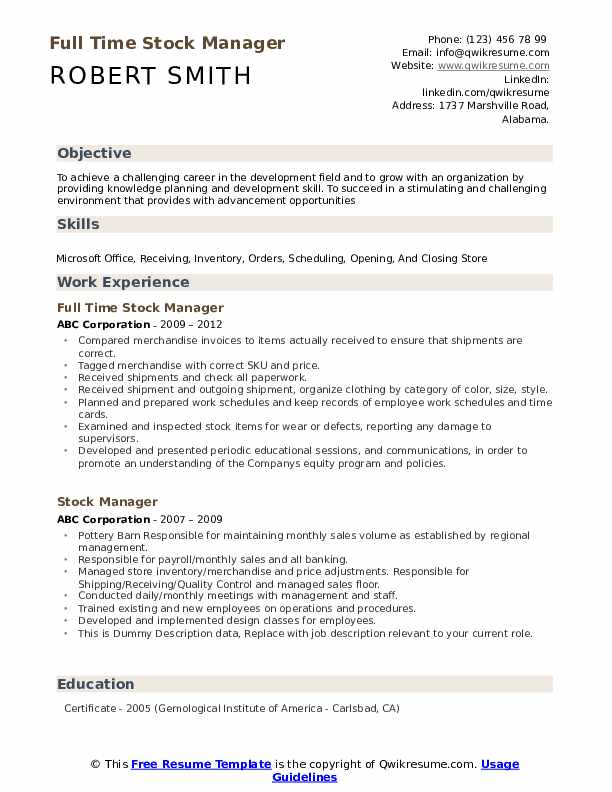 Full Time Stock Manager
ROBERT SMITH
Phone: (123) 456 78 99
Email: info@qwikresume.com
Website: www.qwikresume.com
LinkedIn:
linkedin.com/qwikresume
Address: 1737 Marshville Road,
Alabama.
Objective
To achieve a challenging career in the development field and to grow with an organization by
providing knowledge planning and development skill. To succeed in a stimulating and challenging
environment that provides with advancement opportunities
Skills
Microsoft Office, Receiving, Inventory, Orders, Scheduling, Opening, And Closing Store
Work Experience
Full Time Stock Manager
ABC Corporation - 2009 – 2012
• Compared merchandise invoices to items actually received to ensure that shipments are
correct.
• Tagged merchandise with correct SKU and price.
• Received shipments and check all paperwork.
• Received shipment and outgoing shipment, organize clothing by category of color, size, style.
• Planned and prepared work schedules and keep records of employee work schedules and time
cards.
• Examined and inspected stock items for wear or defects, reporting any damage to
supervisors.
• Developed and presented periodic educational sessions, and communications, in order to
promote an understanding of the Companys equity program and policies.
Stock Manager
ABC Corporation - 2007 – 2009
• Pottery Barn Responsible for maintaining monthly sales volume as established by regional
management.
• Responsible for payroll/monthly sales and all banking.
• Managed store inventory/merchandise and price adjustments. Responsible for
Shipping/Receiving/Quality Control and managed sales floor.
• Conducted daily/monthly meetings with management and staff.
• Trained existing and new employees on operations and procedures.
• Developed and implemented design classes for employees.
• This is Dummy Description data, Replace with job description relevant to your current role.
Education
Certificate - 2005 (Gemological Institute of America - Carlsbad, CA)
© This Free Resume Template is the copyright of Qwikresume.com. Usage
Guidelines